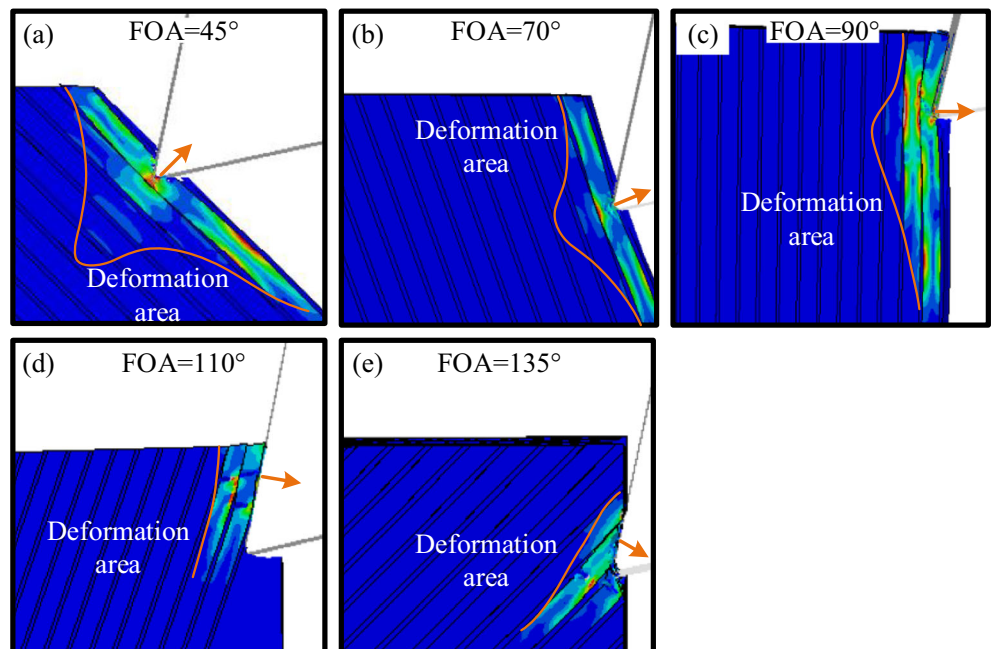 (a) FOA=45°
Deformation
area
(b) FOA=70°
Deformation
area
(c) FOA=90°
Deformation
area
(d) FOA=110°
Deformation
area
(e) FOA=135°
Deformation
area